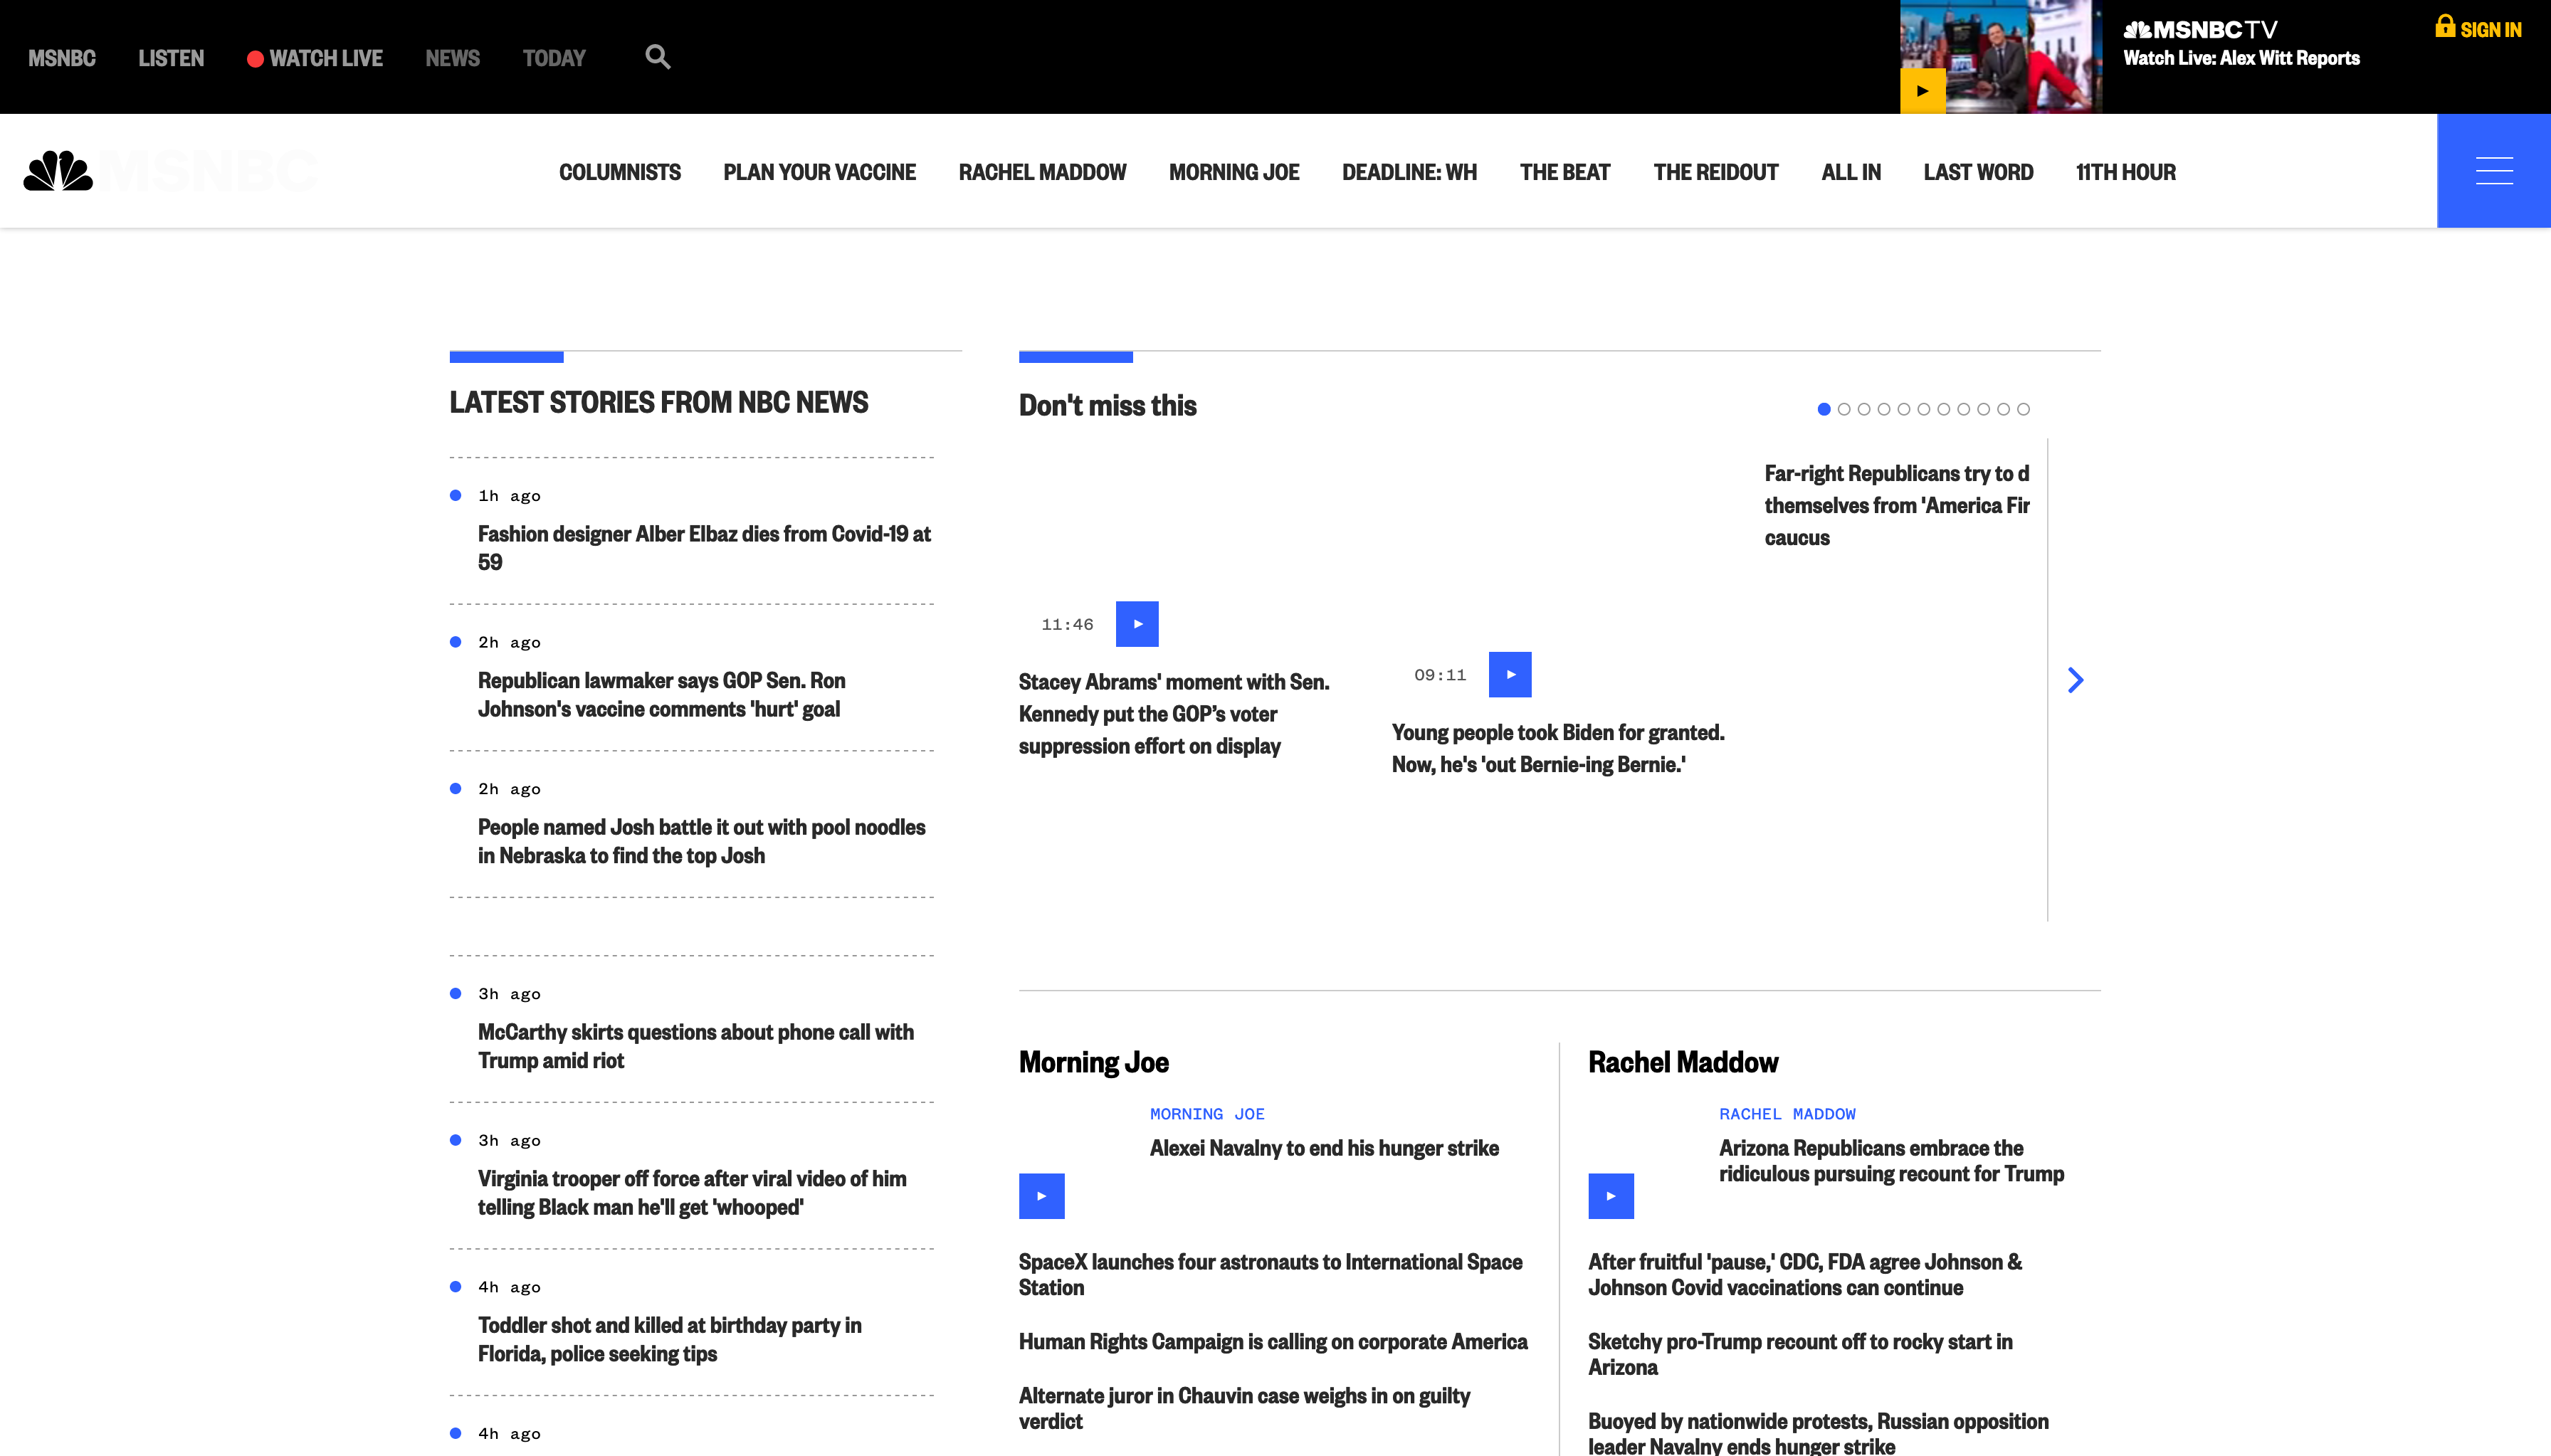 MSNBC
LISTEN
WATCH LIVE
NEWS
TODAY
MSNBC TV
Watch Live: Alex Witt Reports
SIGN IN
MSNBC
COLUMNISTS
PLAN YOUR VACCINE
RACHEL MADDOW
MORNING JOE
DEADLINE: WH
THE BEAT
THE REIDOUT
ALL IN
LAST WORD
11TH HOUR
LATEST STORIES FROM NBC NEWS
1h ago
Fashion designer Alber Elbaz dies from Covid-19 at
59
2h ago
Republican lawmaker says GOP Sen. Ron
Johnson's vaccine comments 'hurt' goal
2h ago
People named Josh battle it out with pool noodles
in Nebraska to find the top Josh
3h ago
McCarthy skirts questions about phone call with
Trump amid riot
3h ago
Virginia trooper off force after viral video of him
telling Black man he'll get 'whooped'
4h ago
Toddler shot and killed at birthday party in
Florida, police seeking tips
4h ago
Don't miss this
11:46
Stacey Abrams' moment with Sen.
Kennedy put the GOP’s voter
suppression effort on display
09:11
Young people took Biden for granted.
Now, he's 'out Bernie-ing Bernie.'
Far-right Republicans try to d
themselves from 'America Fir
caucus
Morning Joe
MORNING JOE
Alexei Navalny to end his hunger strike
SpaceX launches four astronauts to International Space
Station
Human Rights Campaign is calling on corporate America
Alternate juror in Chauvin case weighs in on guilty
verdict
Rachel Maddow
RACHEL MADDOW
Arizona Republicans embrace the
ridiculous pursuing recount for Trump
After fruitful 'pause,' CDC, FDA agree Johnson &
Johnson Covid vaccinations can continue
Sketchy pro-Trump recount off to rocky start in
Arizona
Buoyed by nationwide protests, Russian opposition
leader Navalny ends hunger strike